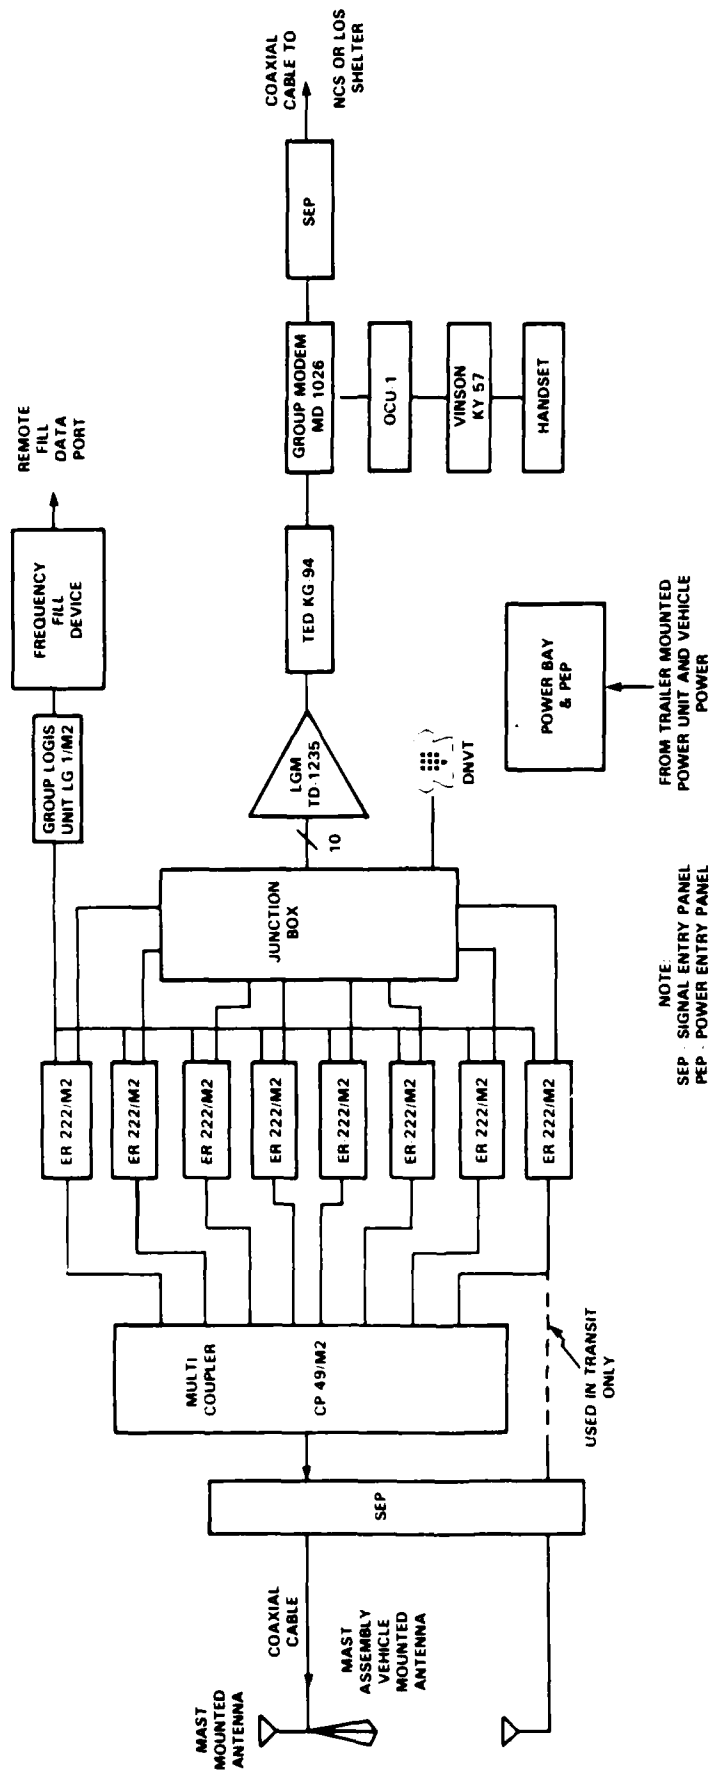 MAST
MOUNTED
ANTENNA
COAXIAL
CABLE
MAST
ASSEMBLY
VEHICLE
MOUNTED
ANTENNA
SEP
USED IN TRANSIT
ONLY
MULTI
COUPLER
CP 49/M2
ER 222/M2
ER 222/M2
ER 222/M2
ER 222/M2
ER 222/M2
ER 222/M2
ER 222/M2
ER 222/M2
JUNCTION
BOX
10
LGM
TD-1235
DNVT
GROUP LOGIS
UNIT LG 1/M2
FREQUENCY
FILL
DEVICE
REMOTE
FILL
DATA
PORT
TED KG 94
GROUP MODEM
MD 1026
OCU-1
VINSON
KY 57
HANDSET
SEP
COAXIAL
CABLE TO
NCS OR LOS
SHELTER
POWER BAY
& PEP
FROM TRAILER MOUNTED
POWER UNIT AND VEHICLE
POWER
NOTE:
SEP - SIGNAL ENTRY PANEL
PEP - POWER ENTRY PANEL